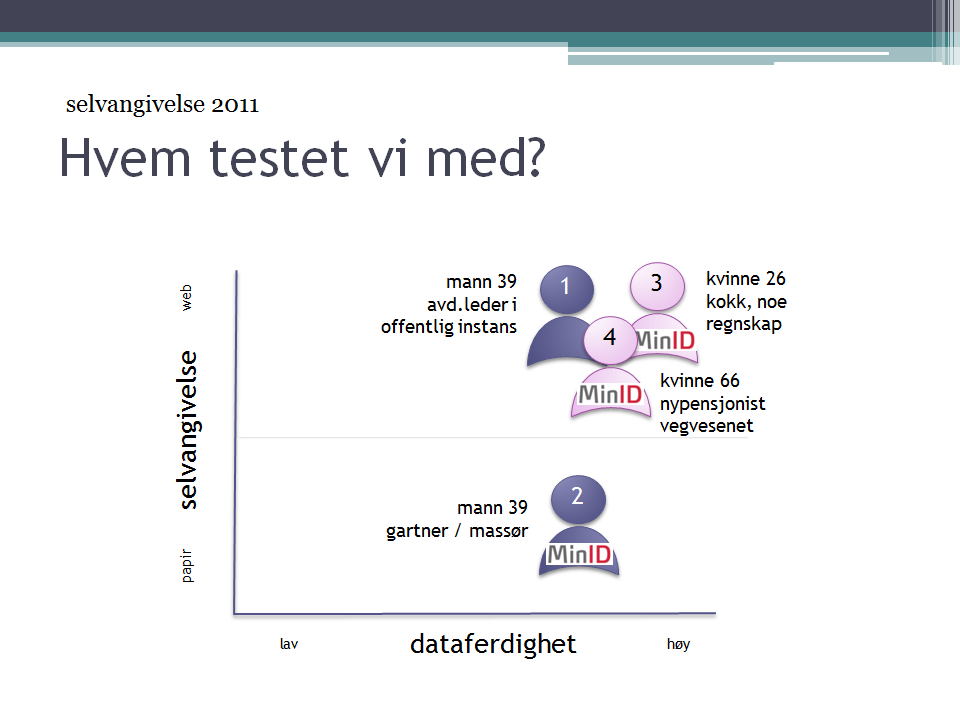 selvangivelse 2011
Hvem testet vi med?
web
selvangivelse
papir
mann 39
avd.leder i
offentlig instans
1
3
MinID
kvinne 26
kokk, noe
regnskap
4
MinID
kvinne 66
nypensjonist
vegvesenet
mann 39
gartner / massør
2
MinID
lav
dataferdighet
høy